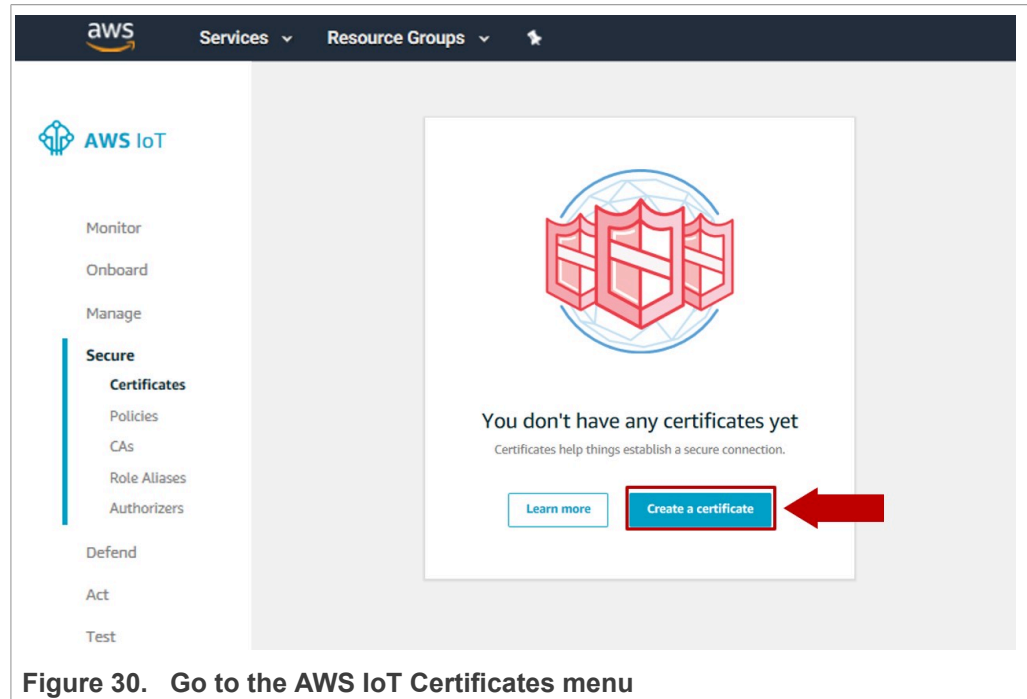 aws Services Resource Groups
AWS IoT
Monitor
Onboard
Manage
Secure
Certificates
Policies
CAs
Role Aliases
Authorizers
Defend
Act
Test
You don't have any certificates yet
Certificates help things establish a secure connection.
Learn more Create a certificate
Figure 30. Go to the AWS IoT Certificates menu